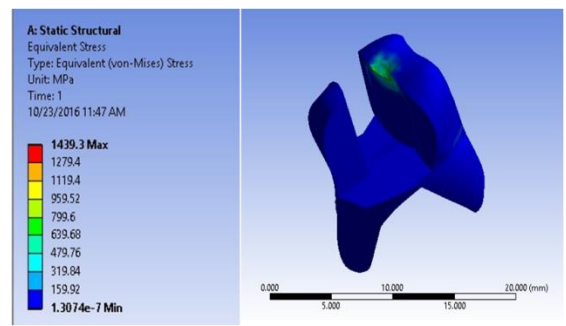 A: Static Structural
Equivalent Stress
Type: Equivalent (von-Mises) Stress
Unit: MPa
Time: 1
10/23/2016 11:47 AM
1439.3 Max
1279.4
1119.4
959.52
799.6
639.68
479.76
319.84
159.92
1.3074e-7 Min
0.000 10.000 20.000 (mm)
5.000 15.000